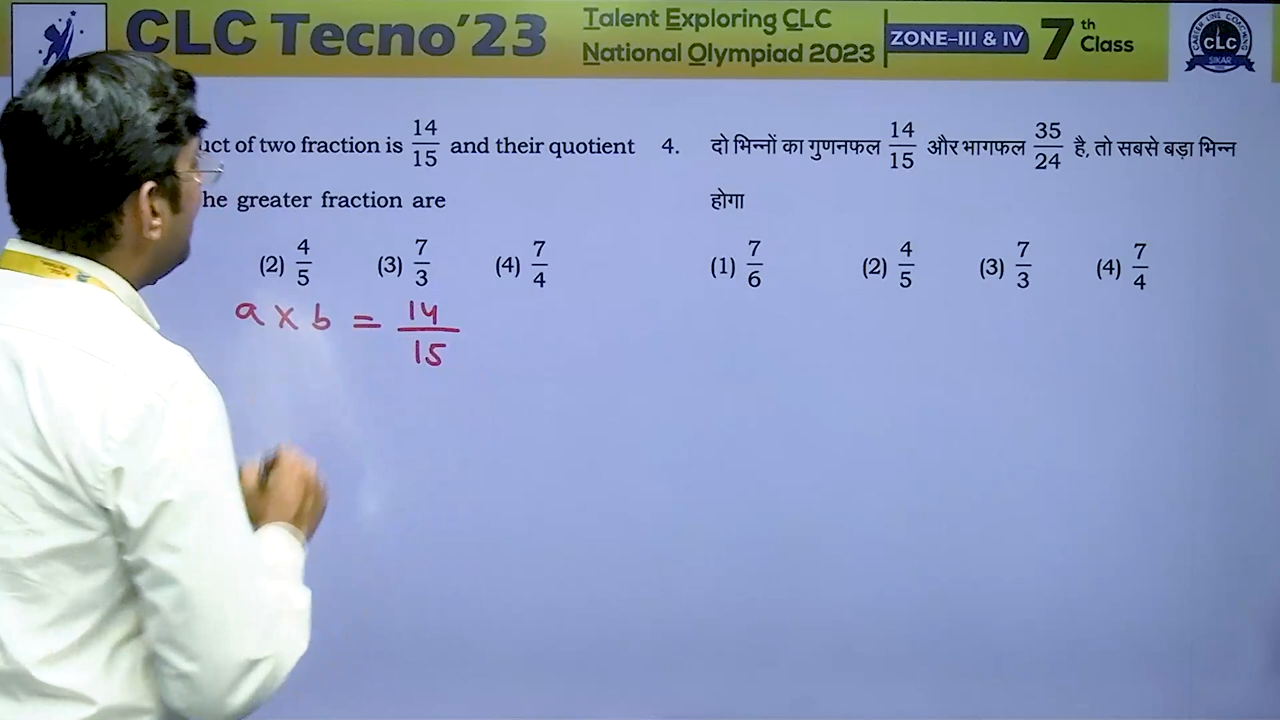 CLC Tecno'23
Talent Exploring CLC
National Olympiad 2023
ZONE-III & IV
7th Class
CLC
SIKAR
of two fraction is 14/15 and their quotient
greater fraction are
(2) 4/5 (3) 7/3 (4) 7/4
a × b = 14/15
4. दो भिन्नों का गुणनफल 14/15 और भागफल 35/24 है, तो सबसे बड़ा भिन्न
होगा
(1) 7/6 (2) 4/5 (3) 7/3 (4) 7/4